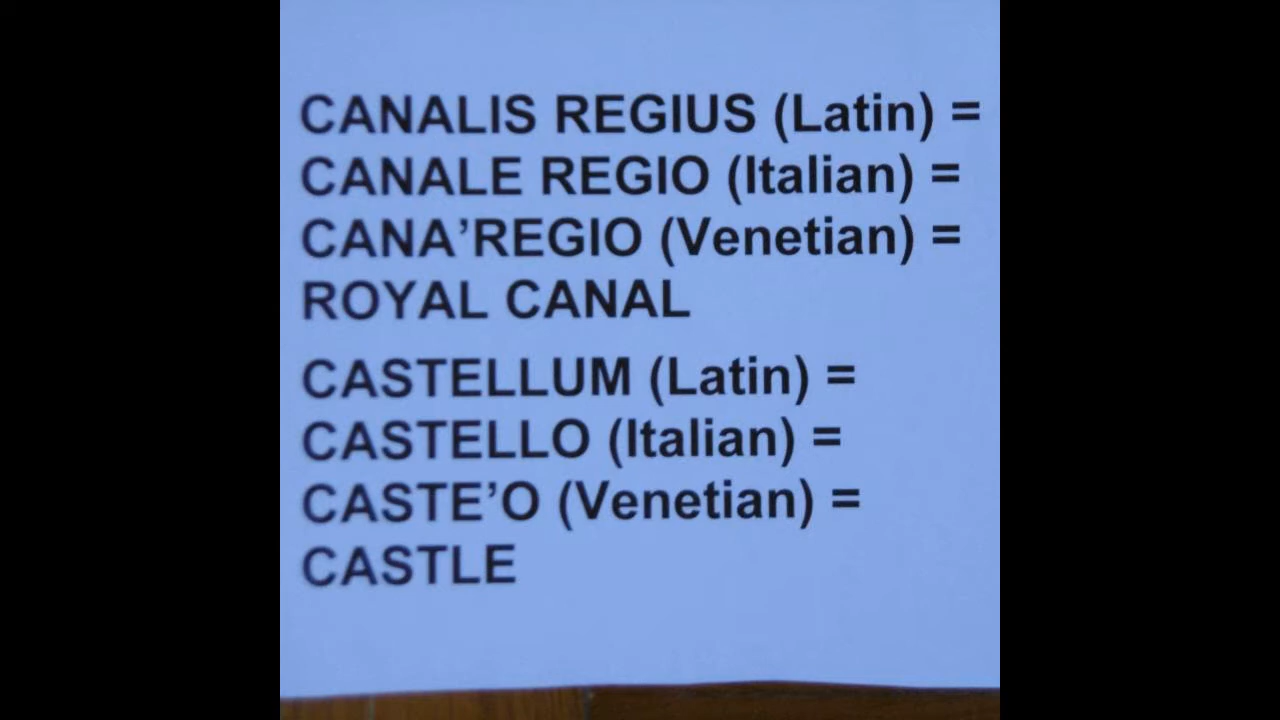 CANALIS REGIUS (Latin) =
CANALE REGIO (Italian) =
CANA’REGIO (Venetian) =
ROYAL CANAL
CASTELLUM (Latin) =
CASTELLO (Italian) =
CASTE’O (Venetian) =
CASTLE